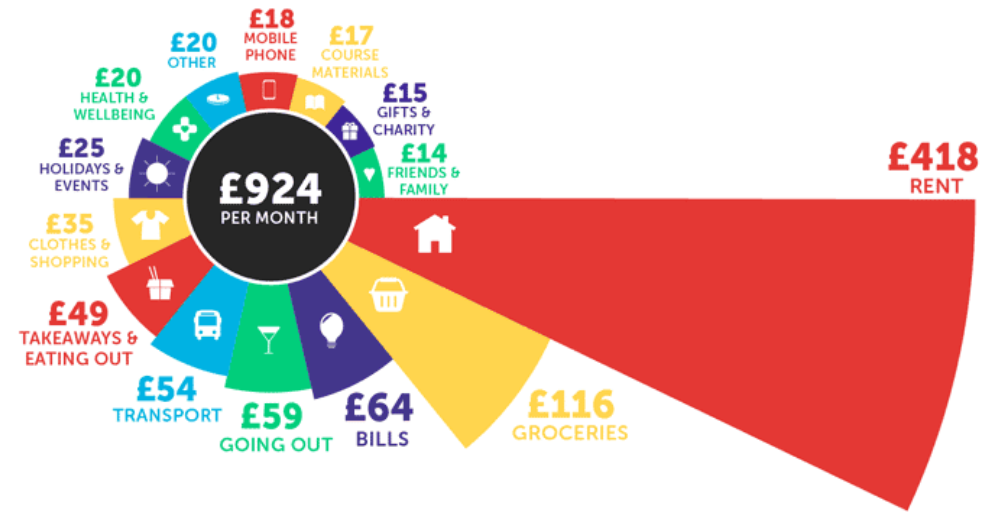 £18
MOBILE
PHONE
£17
COURSE
MATERIALS
£15
GIFTS &
CHARITY
£14
FRIENDS &
FAMILY
£418
RENT
£116
GROCERIES
£64
BILLS
£59
GOING OUT
£54
TRANSPORT
£49
TAKEAWAYS &
EATING OUT
£35
CLOTHES &
SHOPPING
£25
HOLIDAYS &
EVENTS
£20
HEALTH &
WELLBEING
£20
OTHER
£924
PER MONTH